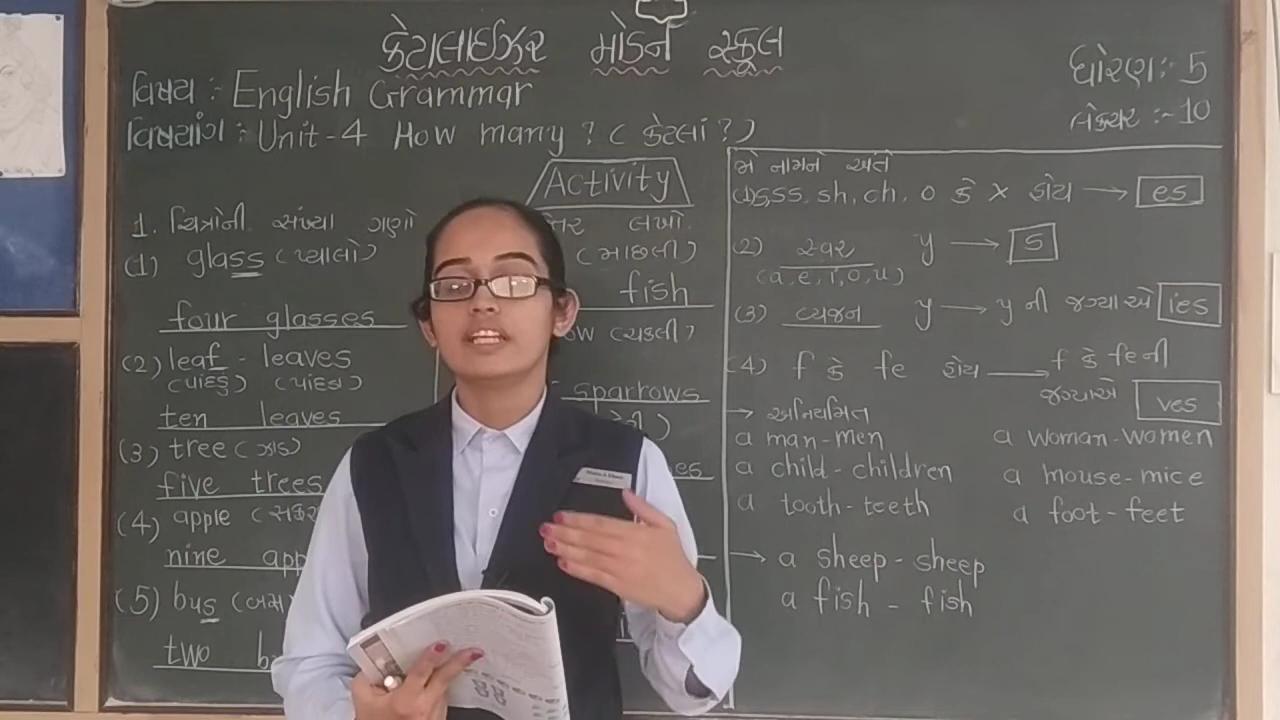 કેટાલાઈઝર મોડર્ન સ્કૂલ
વિષય : English Grammar
ધોરણ :- 5
વિષયાંગ : Unit-4 How many ? ( કેટલાં ? )
લેક્ચર :- 10
Activity
1. ચિત્રોની સંખ્યા ગણો લખો.
(1) glass (પ્યાલો)
four glasses
(2) leaf - leaves
(પાંદડું) (પાંદડા)
ten leaves
(3) tree (ઝાડ)
five trees
(4) apple
nine
(5) bus
two
(માછલી)
fish
(ચકલી)
sparrows
જે નામને અંતે
(1) s, ss, sh, ch, o કે x હોય → es
(2) સ્વર y → s
(a, e, i, o, u)
(3) વ્યંજન y → y ની જગ્યાએ ies
(4) f કે fe હોય → f કે feની
જગ્યાએ ves
→ અનિયમિત
a man-men a woman-women
a child-children a mouse-mice
a tooth-teeth a foot-feet
→ a sheep-sheep
a fish - fish